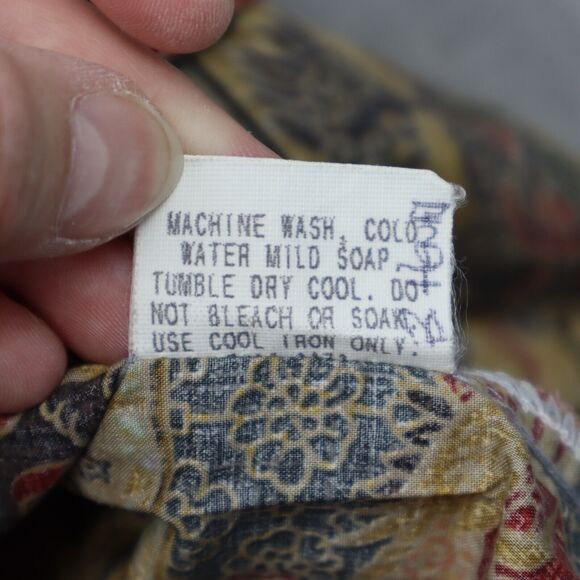 MACHINE WASH, COLD
WATER MILD SOAP
TUMBLE DRY COOL. DO
NOT BLEACH OR SOAK
USE COOL IRON ONLY.